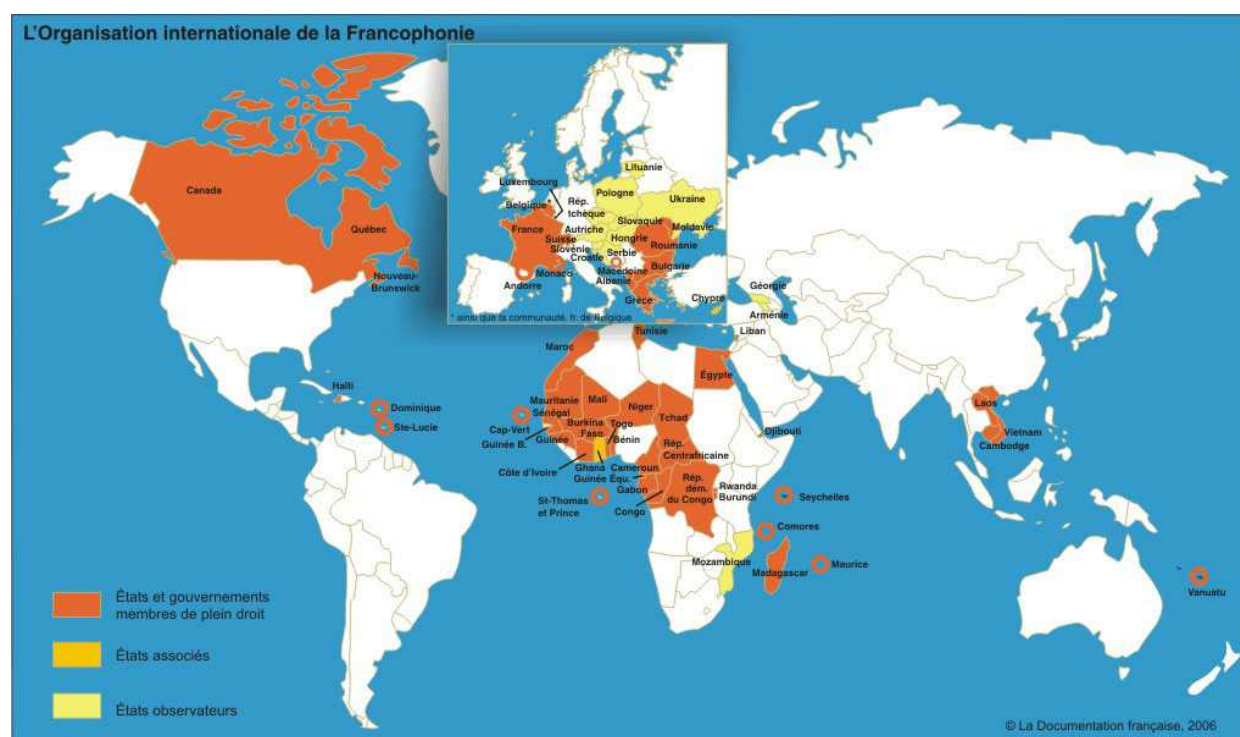 L'Organisation internationale de la Francophonie
Canada
Québec
Nouveau-
Brunswick
Haïti
Dominique
Ste-Lucie
Lituanie
Luxembourg
Belgique*
Pologne
Rép.
tchèque
Ukraine
Slovaquie
France
Autriche
Moldavie
Suisse
Hongrie
Roumanie
Slovénie
Croatie
Serbie
Monaco
Macédoine
Bulgarie
Andorre
Albanie
Grèce
Chypre
* ainsi que la communauté. fr. de Belgique
Géorgie
Arménie
Liban
Tunisie
Maroc
Égypte
Mauritanie
Mali
Niger
Sénégal
Tchad
Cap-Vert
Burkina
Faso
Togo
Guinée B.
Guinée
Bénin
Rép.
Centrafricaine
Djibouti
Côte d'Ivoire
Ghana
Cameroun
Guinée Équ.
Gabon
Rép.
dém.
du Congo
Rwanda
Burundi
St-Thomas
et Prince
Congo
Seychelles
Comores
Mozambique
Madagascar
Maurice
Laos
Vietnam
Cambodge
Vanuatu
États et gouvernements
membres de plein droit
États associés
États observateurs
© La Documentation française, 2006